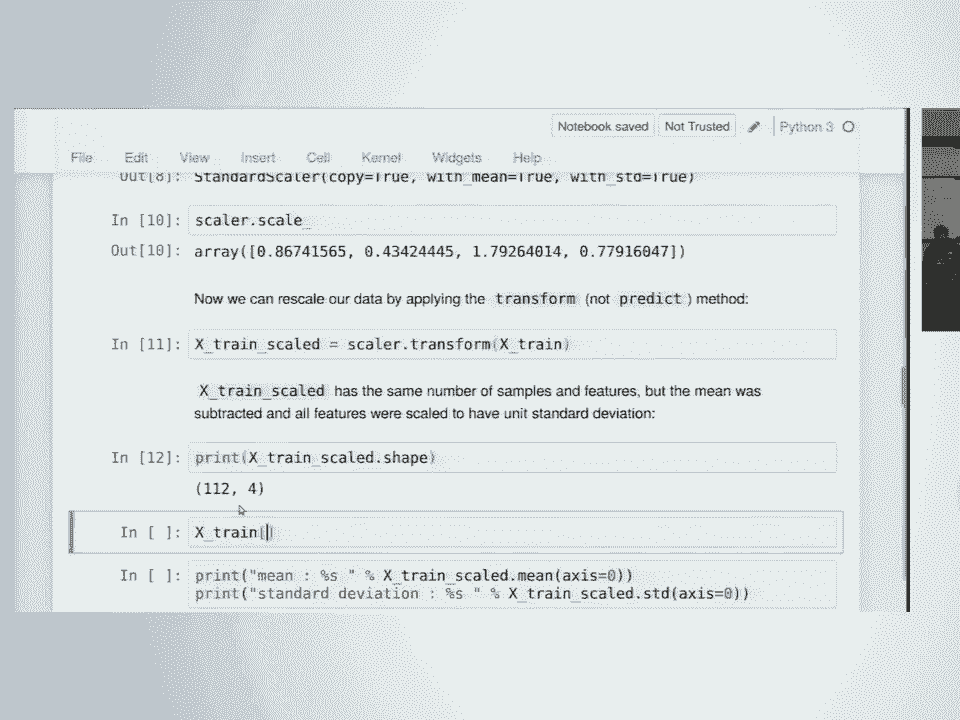 Notebook saved Not Trusted Python 3
File Edit View Insert Cell Kernel Widgets Help
Out[8]: StandardScaler(copy=True, with_mean=True, with_std=True)
In [10]: scaler.scale_
Out[10]: array([0.86741565, 0.43424445, 1.79264014, 0.77916047])
Now we can rescale our data by applying the transform (not predict) method:
In [11]: X_train_scaled = scaler.transform(X_train)
X_train_scaled has the same number of samples and features, but the mean was
subtracted and all features were scaled to have unit standard deviation:
In [12]: print(X_train_scaled.shape)
(112, 4)
In [ ]: X_train[]
In [ ]: print("mean : %s " % X_train_scaled.mean(axis=0))
print("standard deviation : %s " % X_train_scaled.std(axis=0))